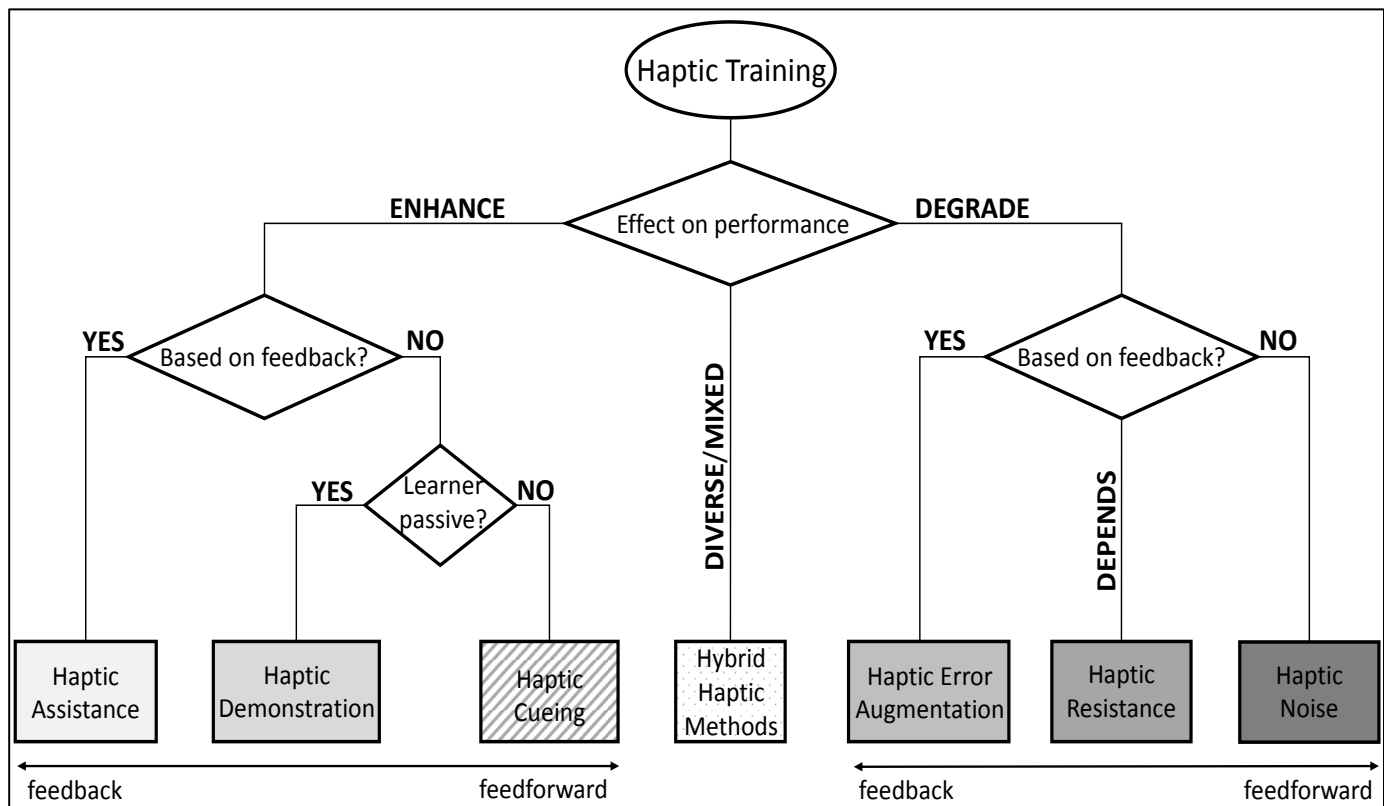 Haptic Training
ENHANCE
Effect on performance
DEGRADE
YES
Based on feedback?
NO
YES
Based on feedback?
NO
DIVERSE/MIXED
DEPENDS
YES
Learner
passive?
NO
Haptic
Assistance
Haptic
Demonstration
Haptic
Cueing
Hybrid
Haptic
Methods
Haptic Error
Augmentation
Haptic
Resistance
Haptic
Noise
feedback
feedforward
feedback
feedforward